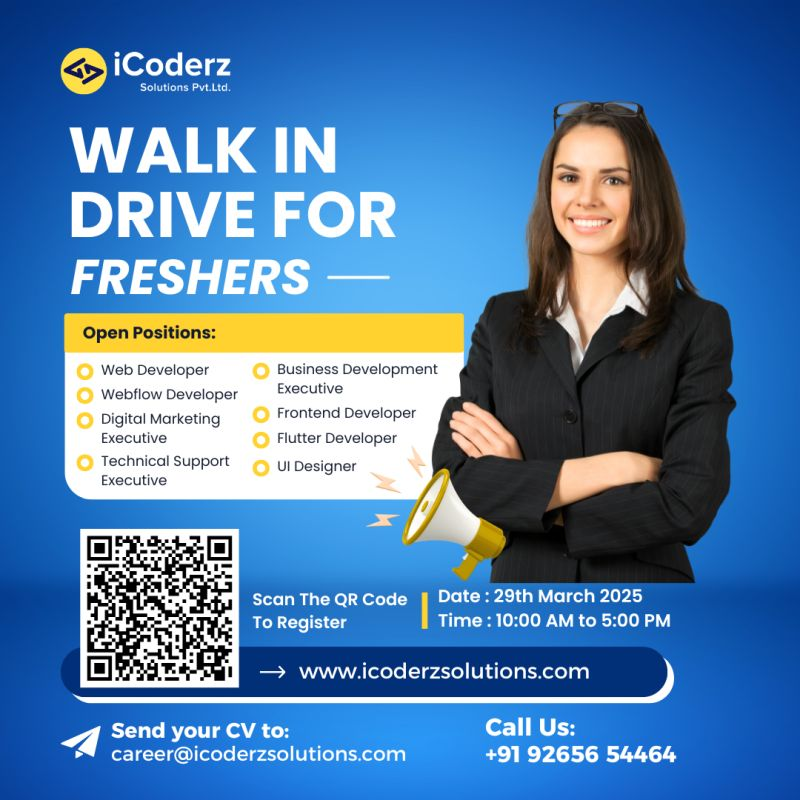 iCoderz
Solutions Pvt.Ltd.
WALK IN
DRIVE FOR
FRESHERS
Open Positions:
Web Developer
Webflow Developer
Digital Marketing
Executive
Technical Support
Executive
Business Development
Executive
Frontend Developer
Flutter Developer
UI Designer
Scan The QR Code
To Register
Date : 29th March 2025
Time : 10:00 AM to 5:00 PM
www.icoderzsolutions.com
Send your CV to:
career@icoderzsolutions.com
Call Us:
+91 92656 54464